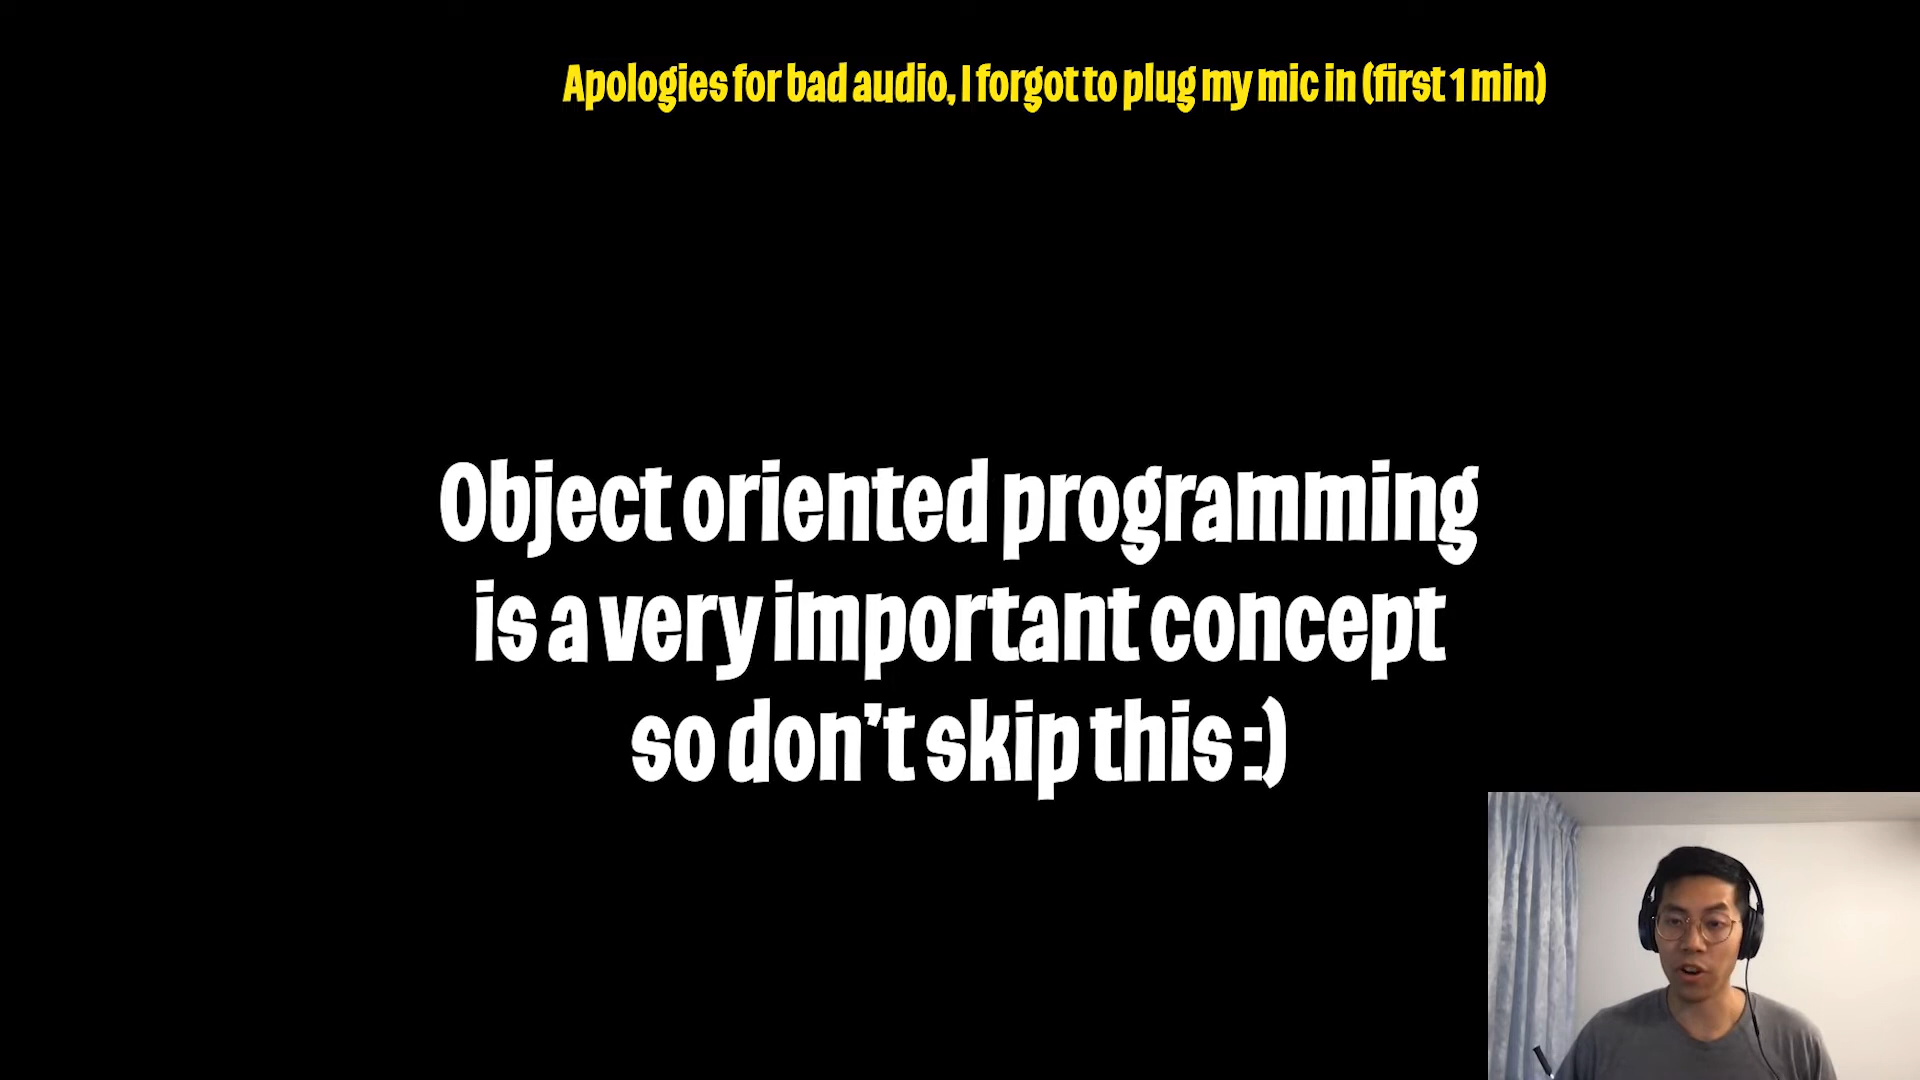 Apologies for bad audio, I forgot to plug my mic in (first 1 min)
Object oriented programming
is a very important concept
so don't skip this :)